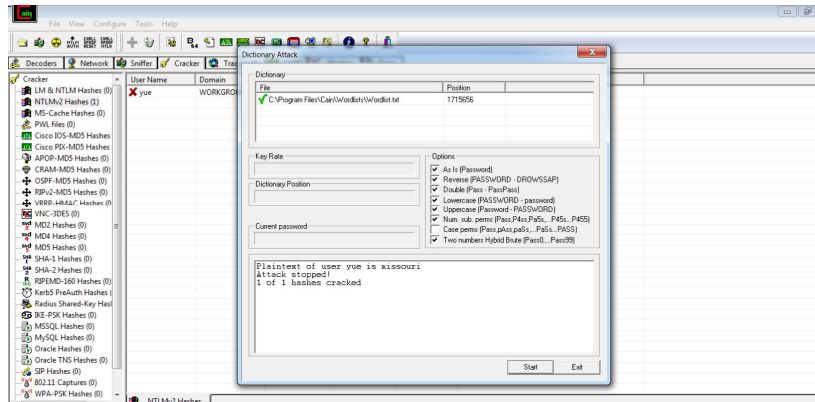 File View Configure Tools Help
Decoders Network Sniffer Cracker
Cracker
LM & NTLM Hashes (0)
NTLMv2 Hashes (1)
MS-Cache Hashes (0)
PWL files (0)
Cisco IOS-MD5 Hashes
Cisco PIX-MD5 Hashes
APOP-MD5 Hashes (0)
CRAM-MD5 Hashes (0)
OSPF-MD5 Hashes (0)
RIPv2-MD5 Hashes (0)
VRRP-HMAC Hashes (0
VNC-3DES (0)
MD2 Hashes (0)
MD4 Hashes (0)
MD5 Hashes (0)
SHA-1 Hashes (0)
SHA-2 Hashes (0)
RIPEMD-160 Hashes (0)
Kerb5 PreAuth Hashes (
Radius Shared-Key Hash
IKE-PSK Hashes (0)
MSSQL Hashes (0)
MySQL Hashes (0)
Oracle Hashes (0)
Oracle TNS Hashes (0)
SIP Hashes (0)
802.11 Captures (0)
WPA-PSK Hashes (0)
User Name Domain
yue WORKGROU
NTLMv2 Hashes
Dictionary Attack
Dictionary
File Position
C:\Program Files\Cain\Wordlists\Wordlist.txt 1715656
Key Rate
Dictionary Position
Current password
Options
As Is (Password)
Reverse (PASSWORD - DROWSSAP)
Double (Pass - PassPass)
Lowercase (PASSWORD - password)
Uppercase (Password - PASSWORD)
Num. sub. perms (Pass,P4ss,Pa5s,...P45s...P455)
Case perms (Pass,pAss,paSs,...PaSs...PASS)
Two numbers Hybrid Brute (Pass0....Pass99)
Plaintext of user yue is missouri
Attack stopped!
1 of 1 hashes cracked
Start Exit